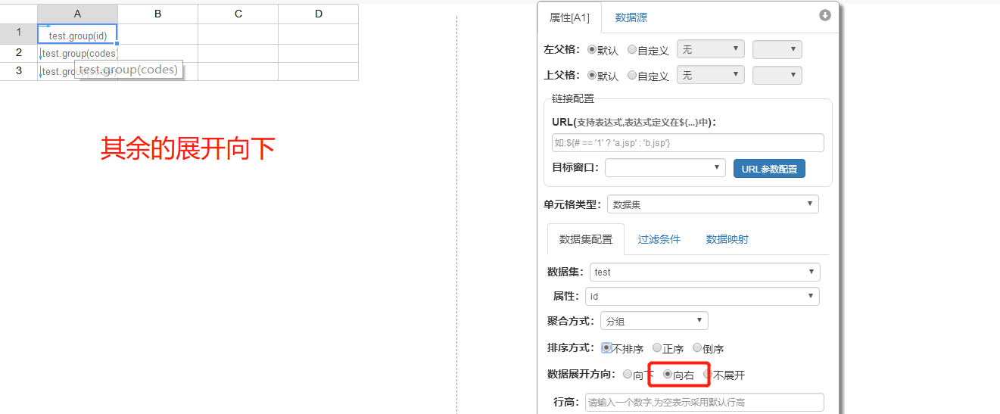 A B C D
1 test.group(id)
2 test.group(codes)
test.group(codes)
3
其余的展开向下
属性[A1] 数据源
左父格: 默认 自定义 无
上父格: 默认 自定义 无
链接配置
URL(支持表达式,表达式定义在${...}中):
如:${# == '1' ? 'a.jsp' : 'b.jsp'}
目标窗口: URL参数配置
单元格类型: 数据集
数据集配置 过滤条件 数据映射
数据集: test
属性: id
聚合方式: 分组
排序方式: 不排序 正序 倒序
数据展开方向: 向下 向右 不展开
行高: 请输入一个数字,为空表示采用默认行高